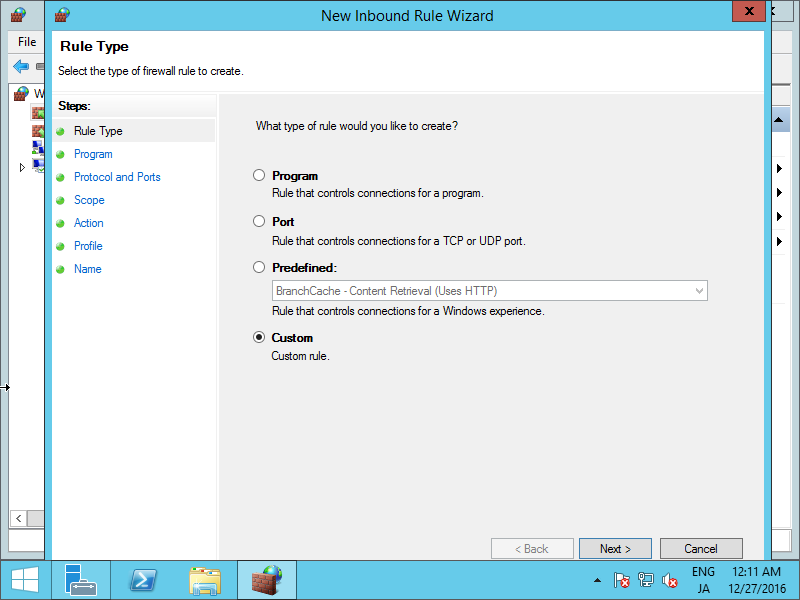 New Inbound Rule Wizard
File
Rule Type
Select the type of firewall rule to create.
W
Steps:
Rule Type
Program
Protocol and Ports
Scope
Action
Profile
Name
What type of rule would you like to create?
Program
Rule that controls connections for a program.
Port
Rule that controls connections for a TCP or UDP port.
Predefined:
BranchCache - Content Retrieval (Uses HTTP)
Rule that controls connections for a Windows experience.
Custom
Custom rule.
< Back
Next >
Cancel
ENG
JA
12:11 AM
12/27/2016